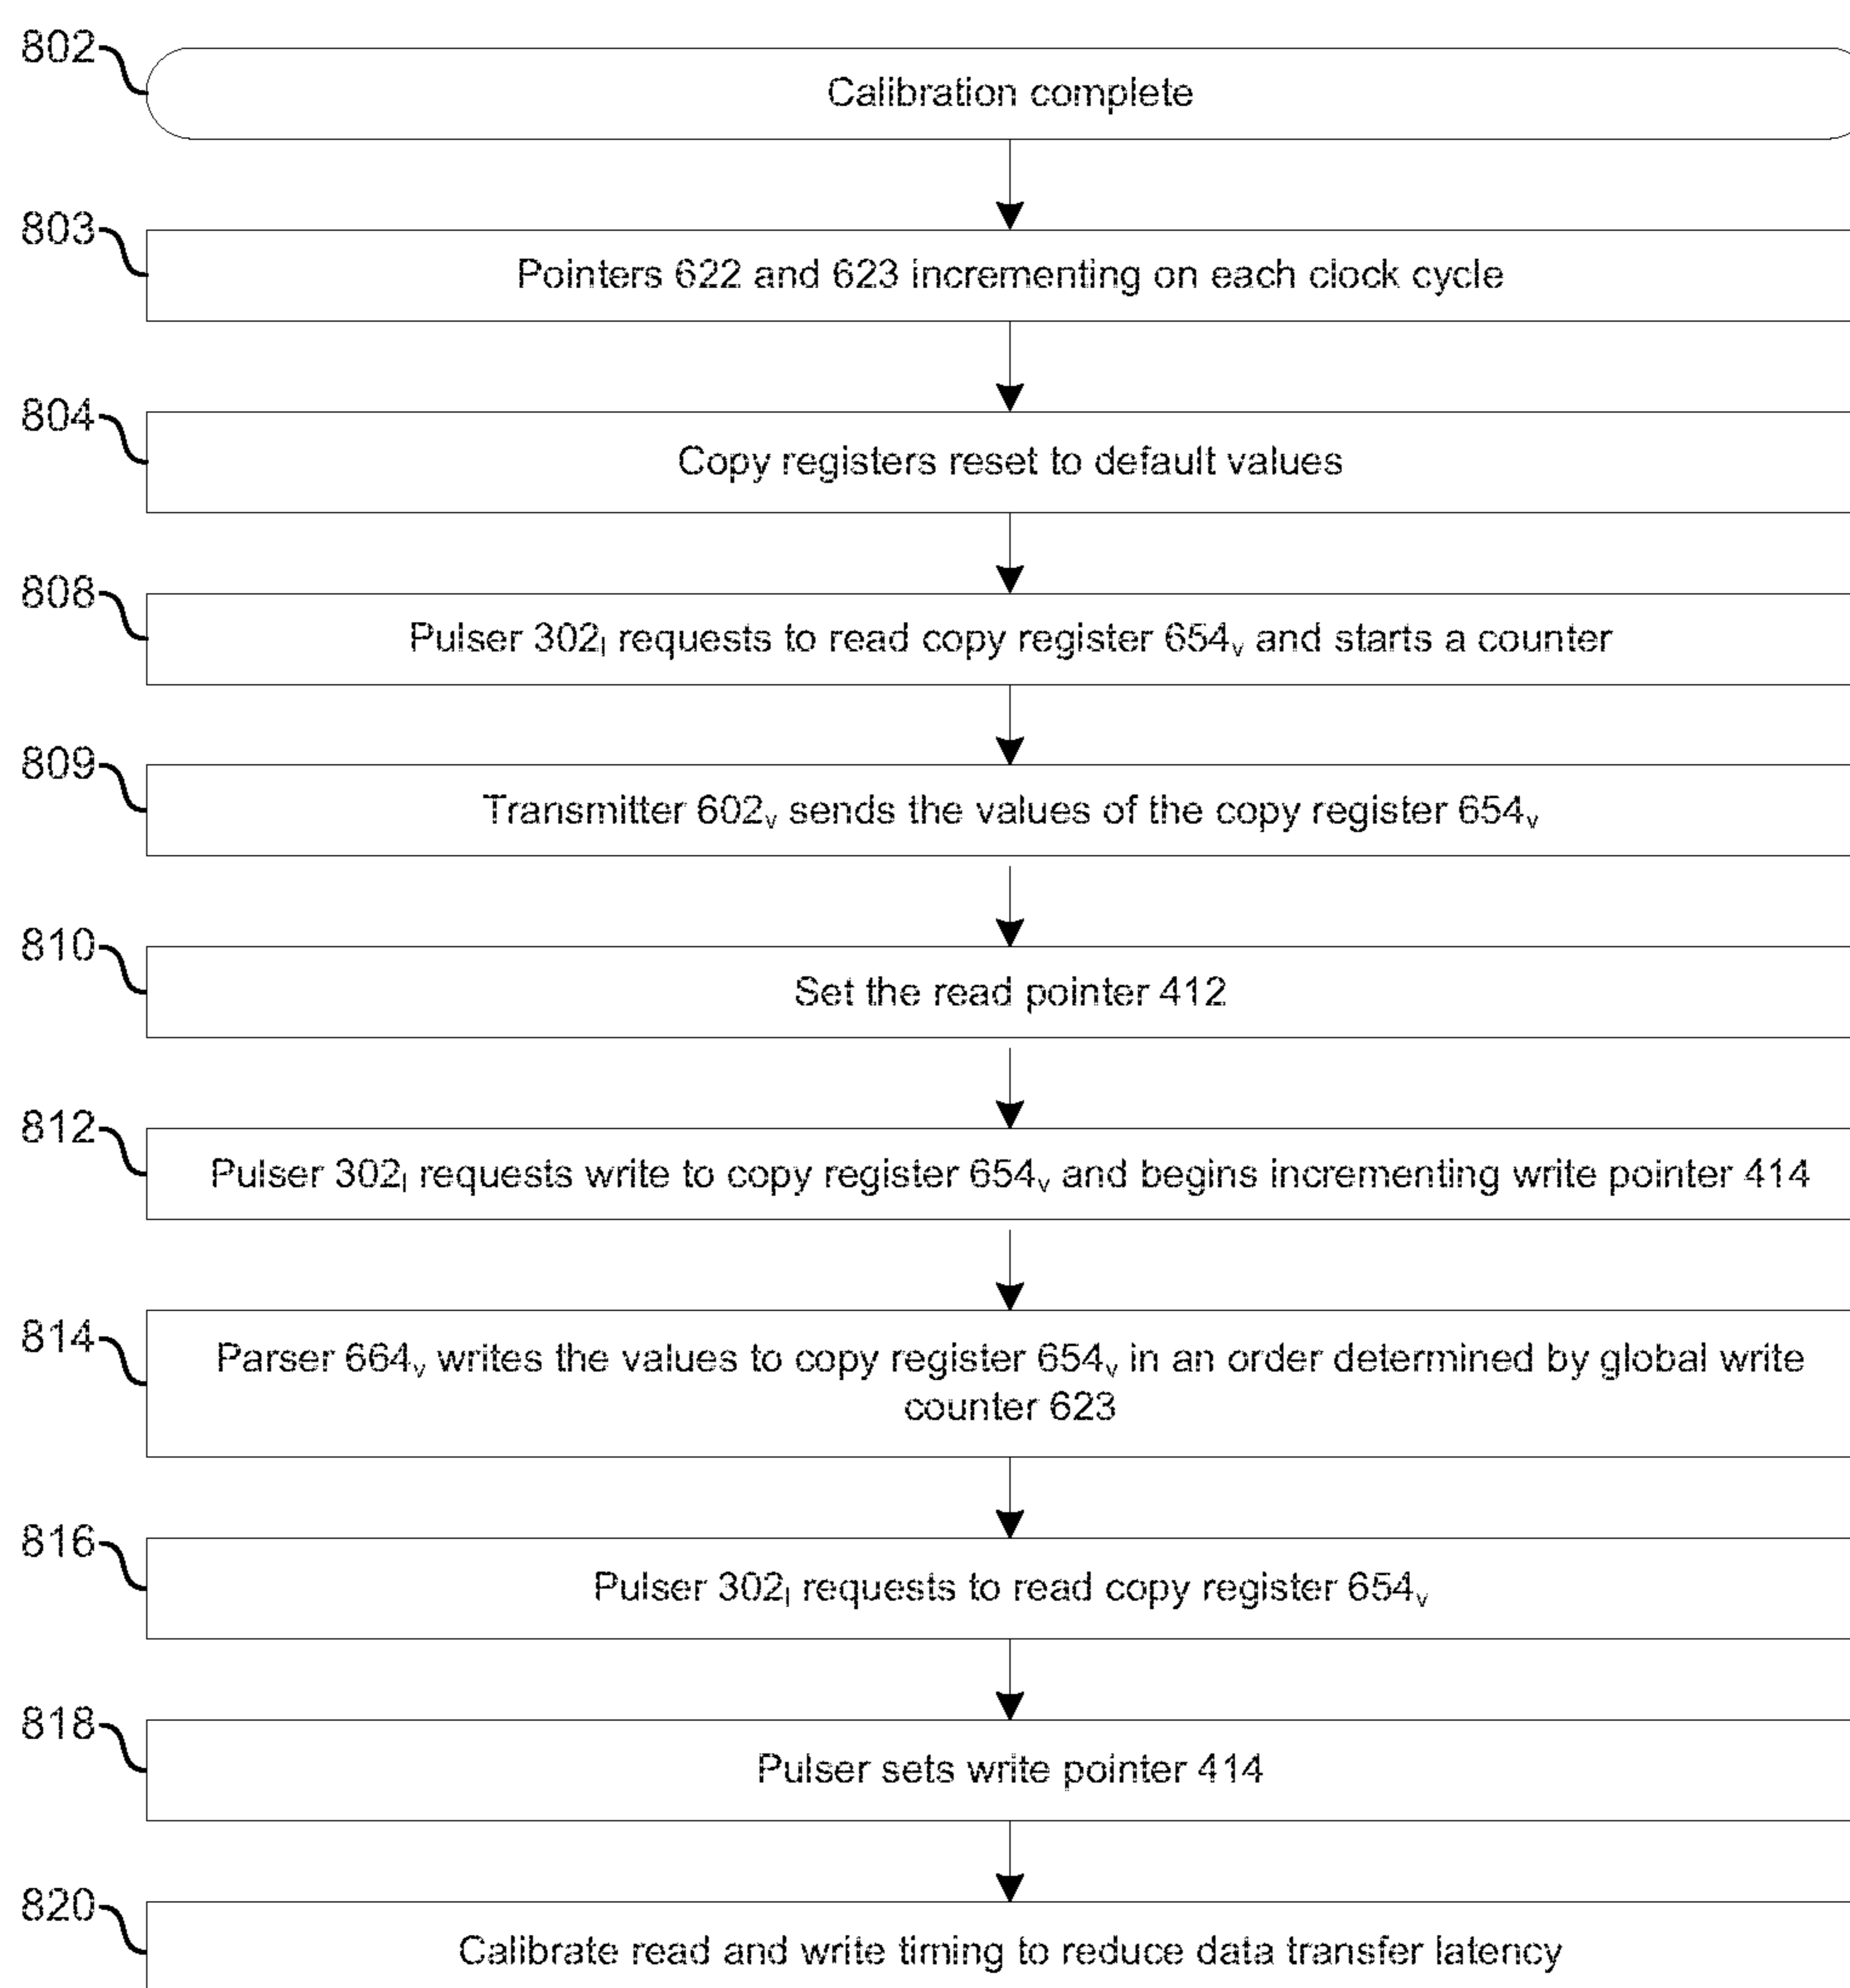 802
Calibration complete
803
Pointers 622 and 623 incrementing on each clock cycle
804
Copy registers reset to default values
808
Pulser 302ᵢ requests to read copy register 654ᵥ and starts a counter
809
Transmitter 602ᵥ sends the values of the copy register 654ᵥ
810
Set the read pointer 412
812
Pulser 302ᵢ requests write to copy register 654ᵥ and begins incrementing write pointer 414
814
Parser 664ᵥ writes the values to copy register 654ᵥ in an order determined by global write
counter 623
816
Pulser 302ᵢ requests to read copy register 654ᵥ
818
Pulser sets write pointer 414
820
Calibrate read and write timing to reduce data transfer latency